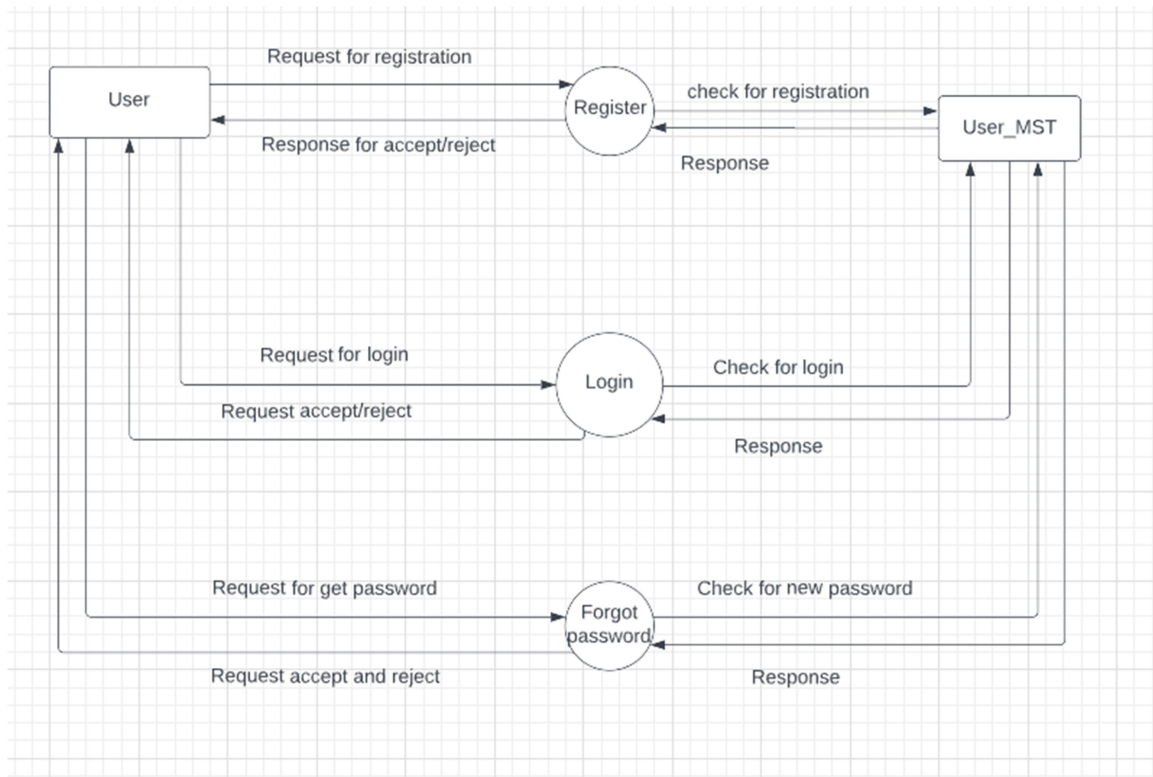 Request for registration
User
Register
check for registration
User_MST
Response for accept/reject
Response
Request for login
Login
Check for login
Request accept/reject
Response
Request for get password
Forgot
password
Check for new password
Request accept and reject
Response